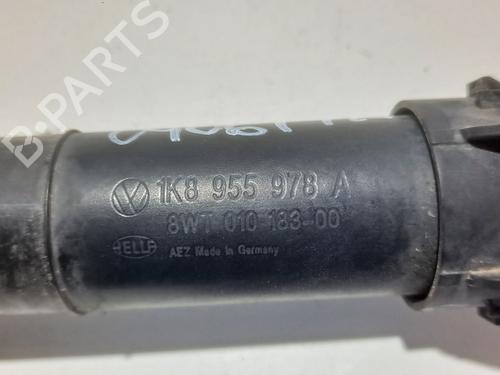 1K8 955 978 A
8WT 010 183-00
HELLA
AEZ Made in Germany
B-PARTS